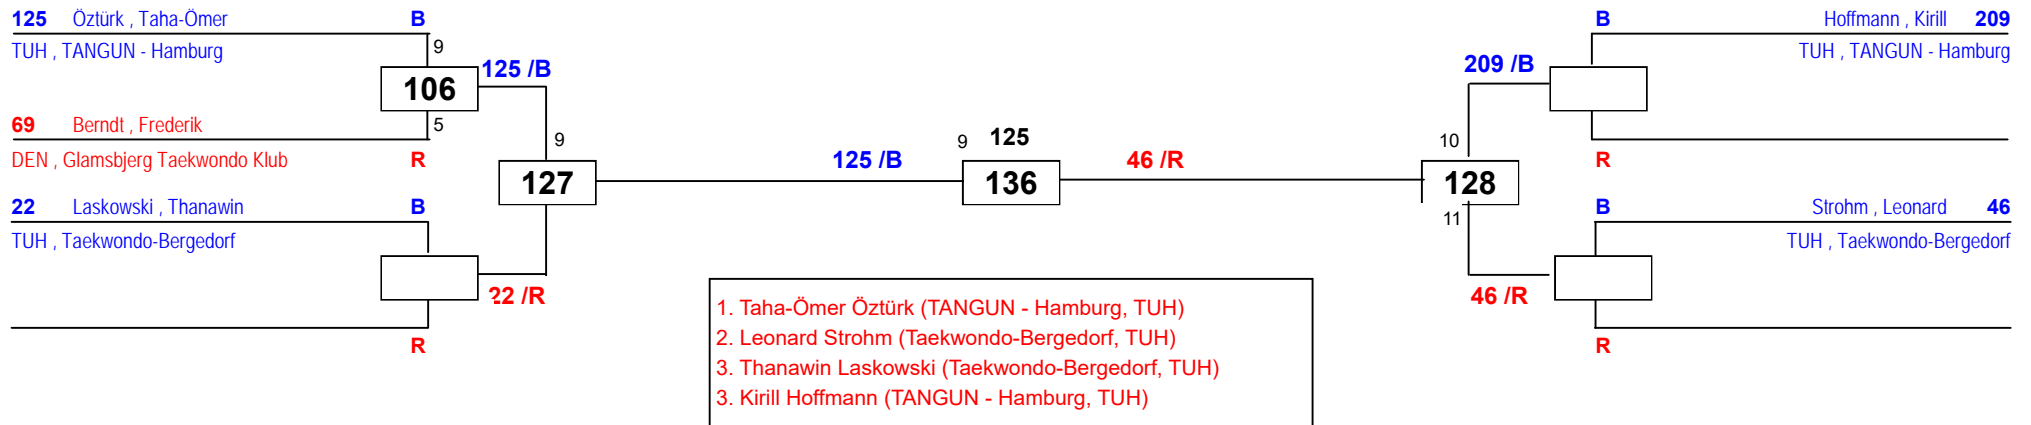 125 Öztürk , Taha-Ömer B
TUH , TANGUN - Hamburg
9
106
125 /B
5
69 Berndt , Frederik
DEN , Glamsbjerg Taekwondo Klub R
9
127
22 Laskowski , Thanawin B
TUH , Taekwondo-Bergedorf
22 /R
R
125 /B
9 125
136
46 /R
B Hoffmann , Kirill 209
TUH , TANGUN - Hamburg
209 /B
R
10
128
11
B Strohm , Leonard 46
TUH , Taekwondo-Bergedorf
46 /R
R
1. Taha-Ömer Öztürk (TANGUN - Hamburg, TUH)
2. Leonard Strohm (Taekwondo-Bergedorf, TUH)
3. Thanawin Laskowski (Taekwondo-Bergedorf, TUH)
3. Kirill Hoffmann (TANGUN - Hamburg, TUH)